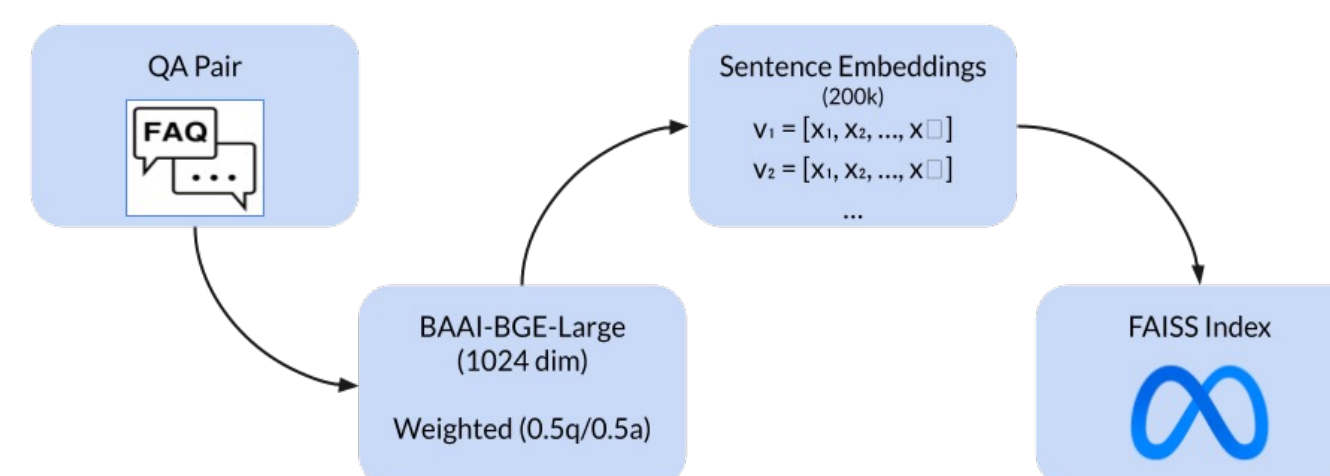 QA Pair
FAQ
...
BAAI-BGE-Large
(1024 dim)
Weighted (0.5q/0.5a)
Sentence Embeddings
(200k)
v₁ = [x₁, x₂, ..., x□]
v₂ = [x₁, x₂, ..., x□]
...
FAISS Index